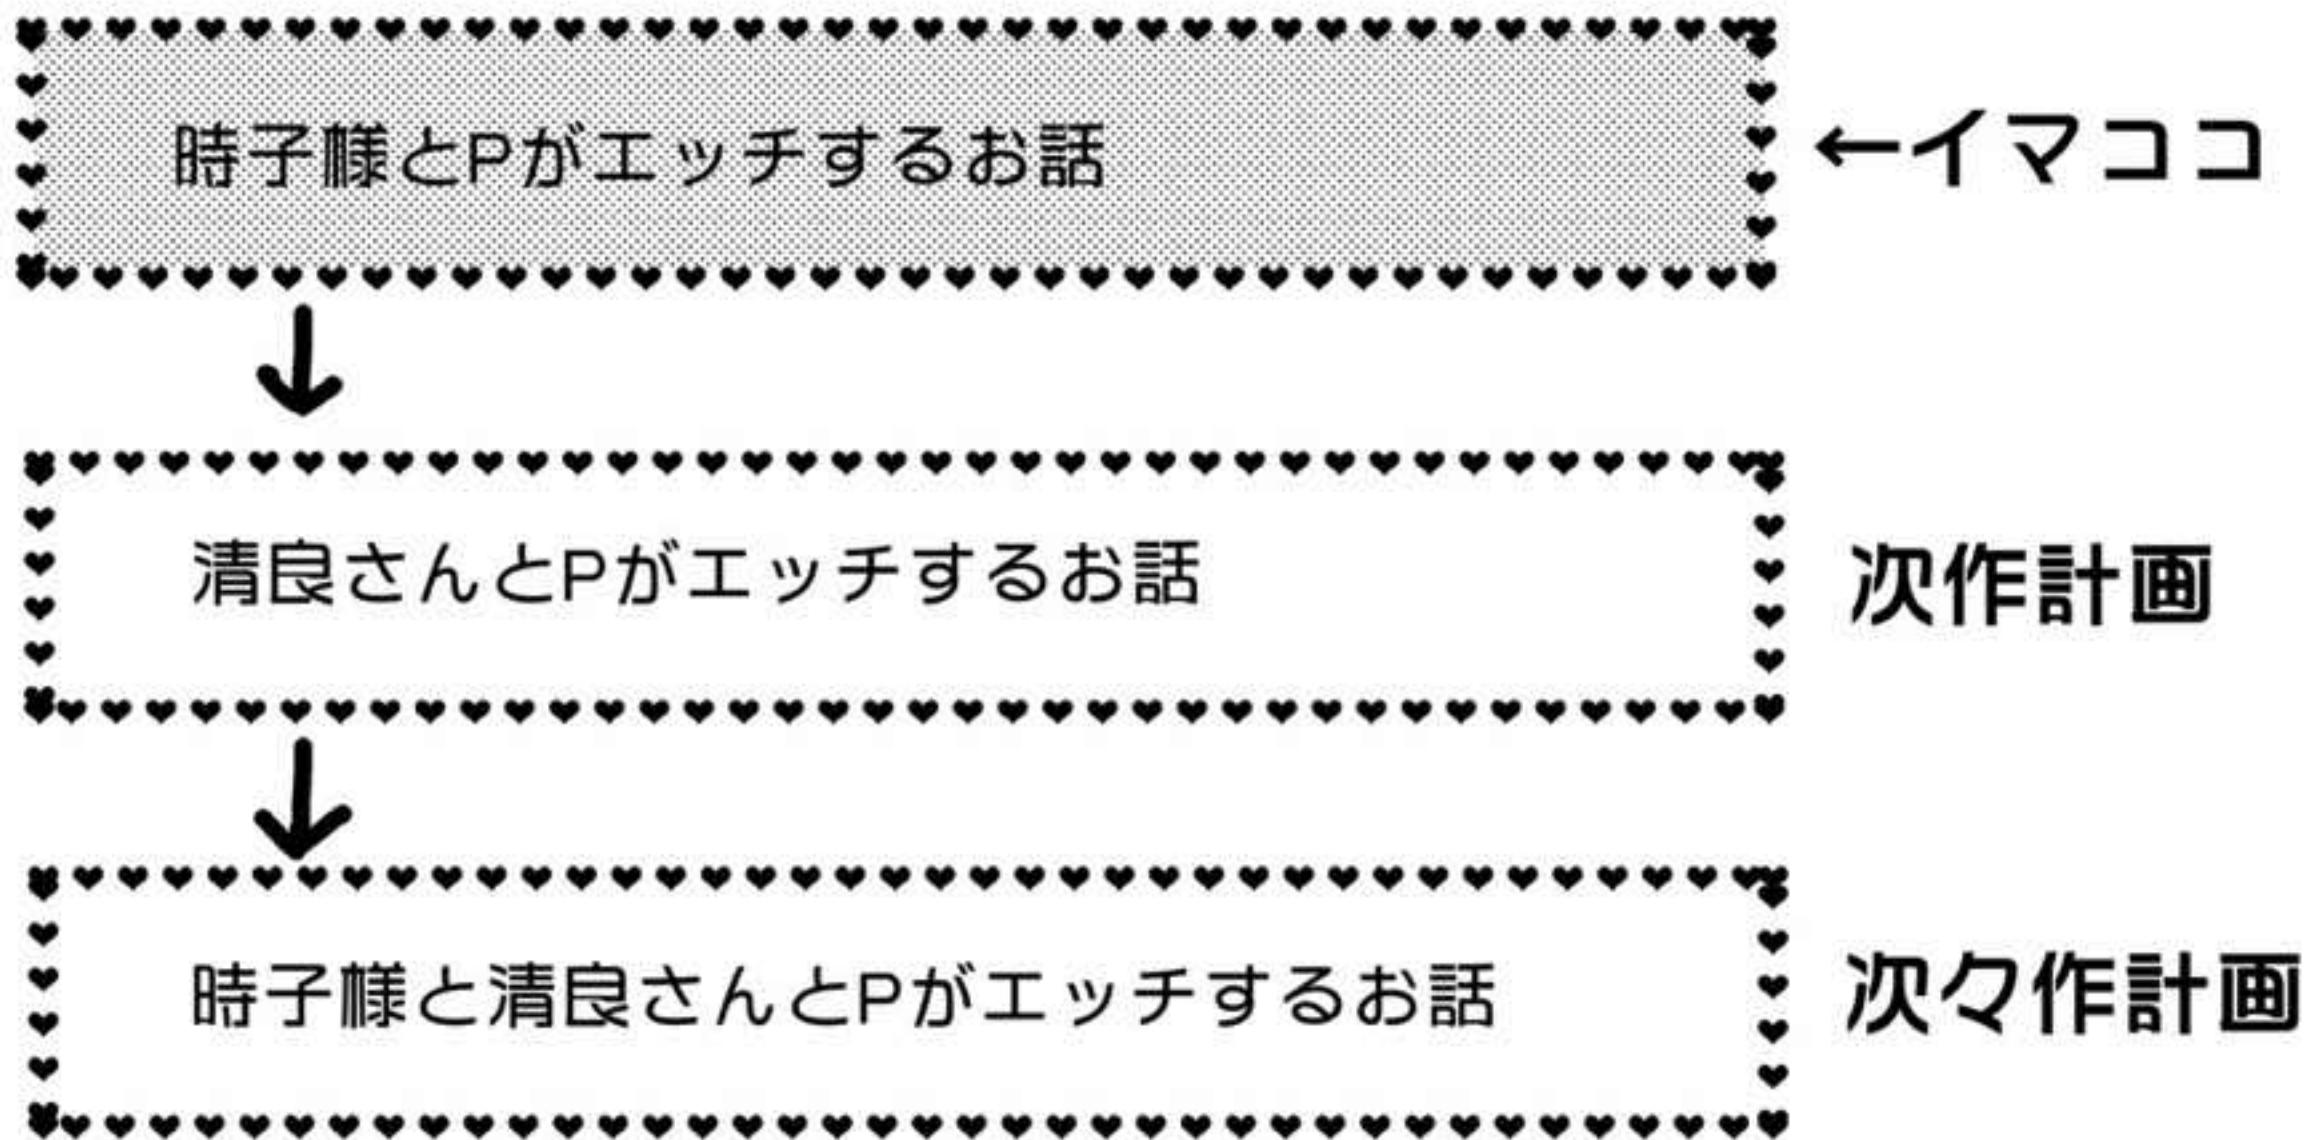 時子様とPがエッチするお話
←イマココ
清良さんとPがエッチするお話
次作計画
時子様と清良さんとPがエッチするお話
次々作計画